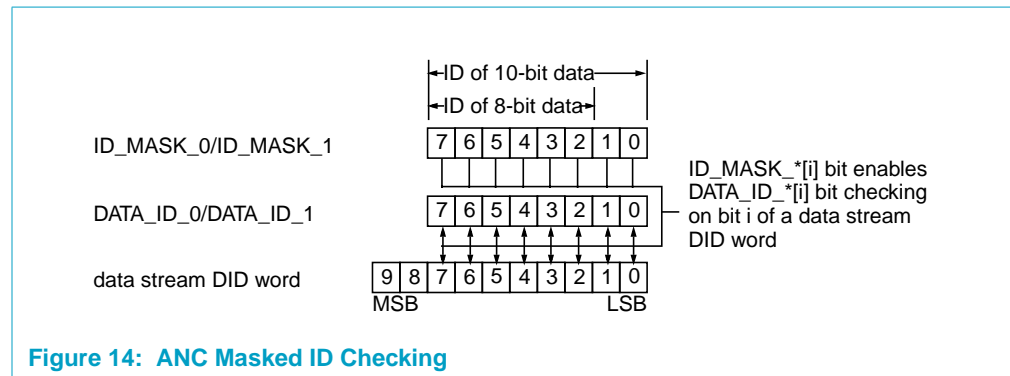 ID of 10-bit data
ID of 8-bit data
ID_MASK_0/ID_MASK_1
7 6 5 4 3 2 1 0
ID_MASK_*[i] bit enables
DATA_ID_*[i] bit checking
on bit i of a data stream
DID word
DATA_ID_0/DATA_ID_1
7 6 5 4 3 2 1 0
data stream DID word
9 8 7 6 5 4 3 2 1 0
MSB LSB
Figure 14: ANC Masked ID Checking